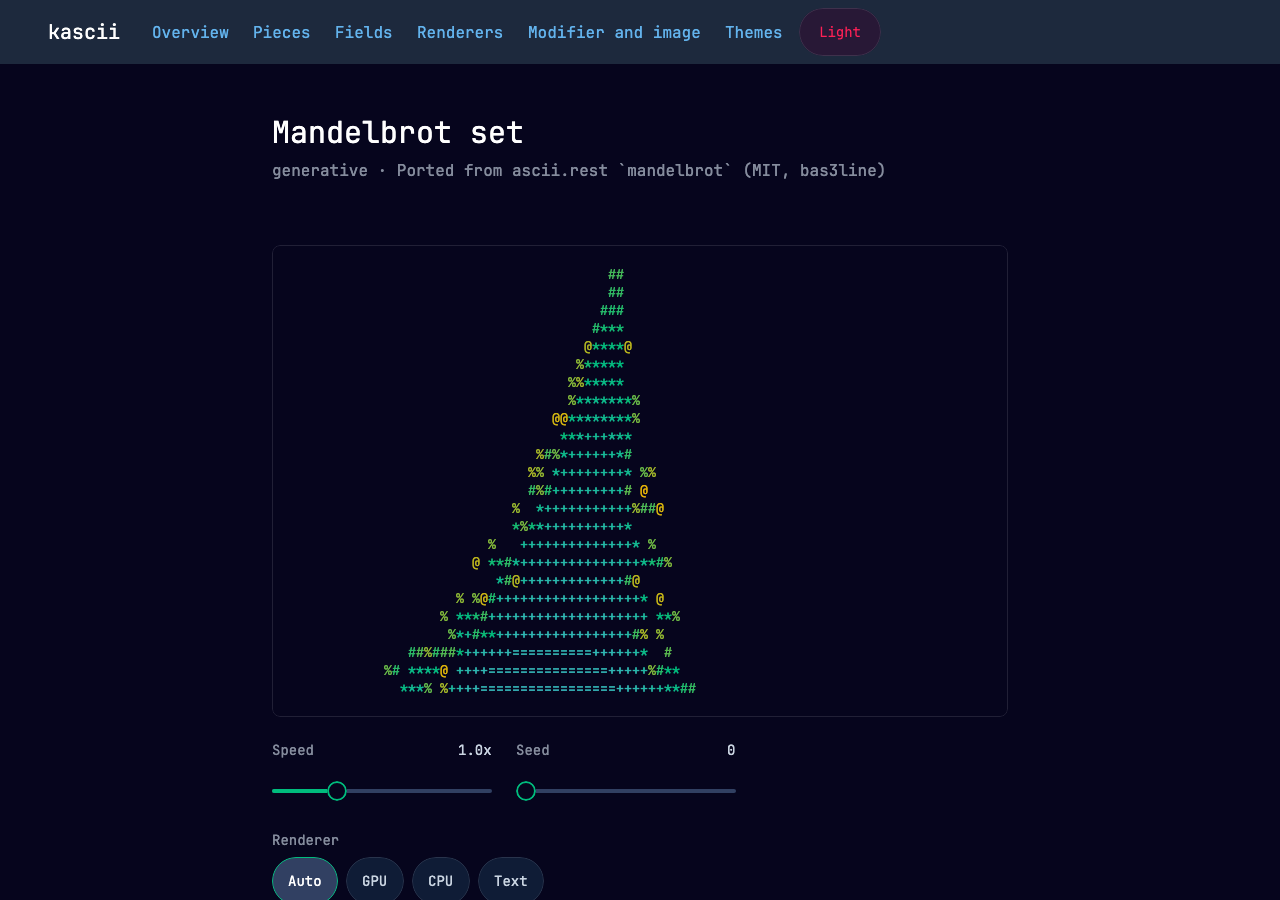 kascii Overview Pieces Fields Renderers Modifier and image Themes Light
Mandelbrot set
generative · Ported from ascii.rest `mandelbrot` (MIT, bas3line)
##
##
###
#***
@****@
%*****
%%*****
%*******%
@@********%
***+++***
%#%*+++++++*#
%% *+++++++++* %%
#%#+++++++++# @
%  *++++++++++++%##@
*%**+++++++++++*
%   ++++++++++++++* %
@ **#*+++++++++++++++**#%
*#@+++++++++++++#@
% %@#++++++++++++++++++* @
% ***#++++++++++++++++++++ **%
%*+#**+++++++++++++++++#% %
##%###*++++++==========++++++*  #
%# ****@ ++++===============+++++%#**
***% %++++=================++++++**##
Speed 1.0x Seed 0
Renderer
Auto GPU CPU Text